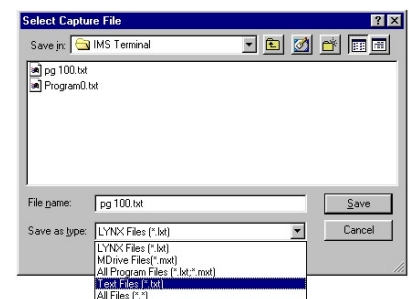 Select Capture File
Save in: IMS Terminal
pg 100.txt
Program0.txt
File name: pg 100.txt Save
Save as type: LYNX Files (*.lxt) Cancel
LYNX Files (*.lxt)
MDrive Files(*.mxt)
All Program Files (*.lxt;*.mxt)
Text Files (*.txt)
All Files (*.*)